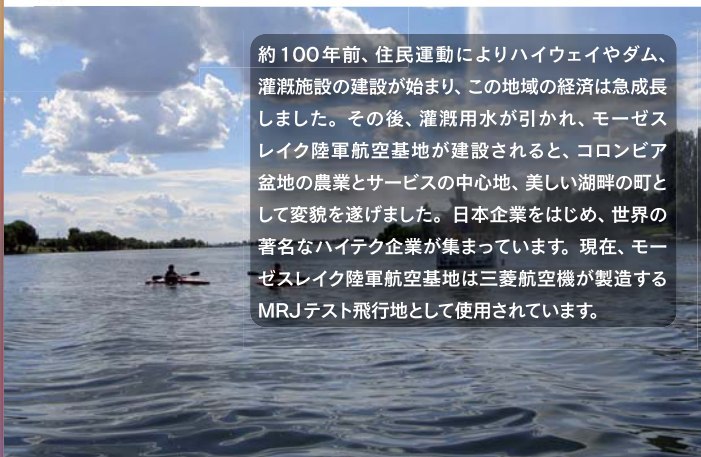 約100年前、住民運動によりハイウェイやダム、
灌漑施設の建設が始まり、この地域の経済は急成長
しました。その後、灌漑用水が引かれ、モーゼス
レイク陸軍航空基地が建設されると、コロンビア
盆地の農業とサービスの中心地、美しい湖畔の町と
して変貌を遂げました。日本企業をはじめ、世界の
著名なハイテク企業が集まっています。現在、モー
ゼスレイク陸軍航空基地は三菱航空機が製造する
MRJテスト飛行地として使用されています。